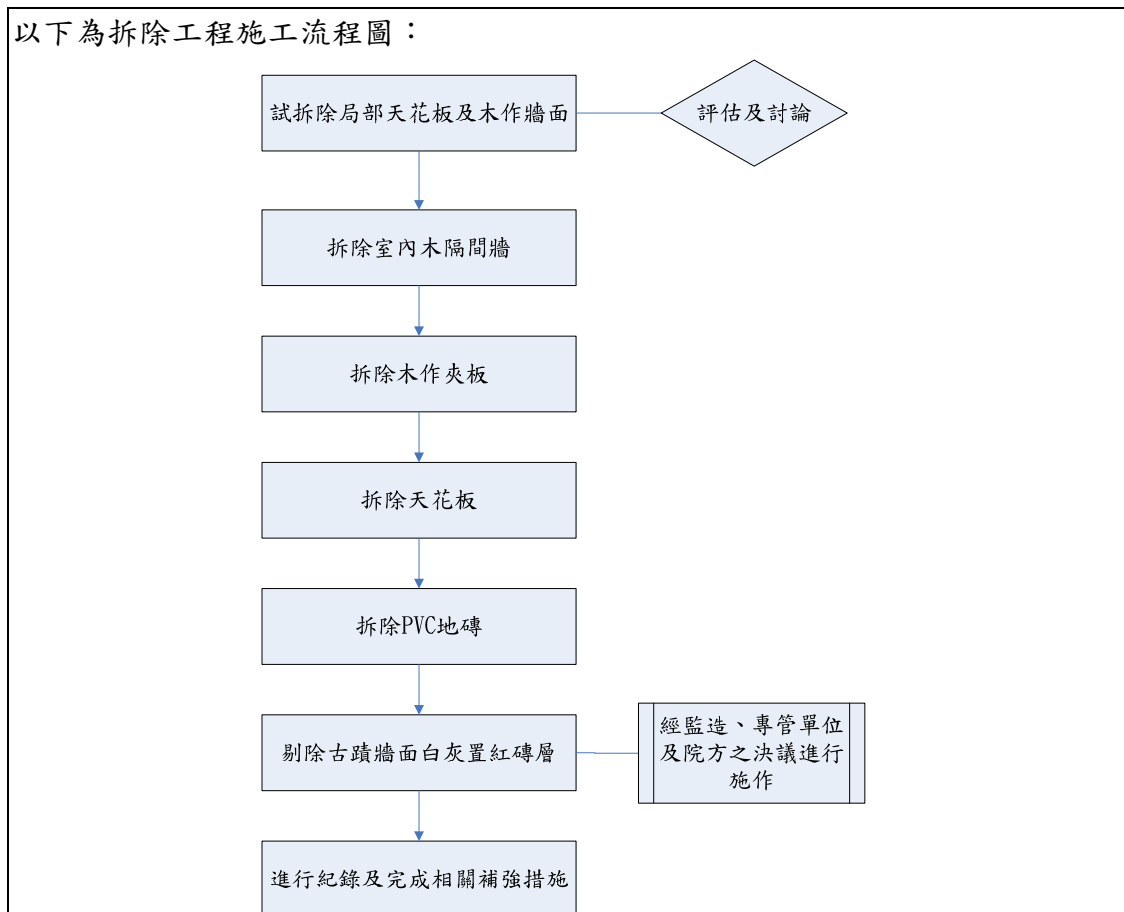 以下為拆除工程施工流程圖：
試拆除局部天花板及木作牆面
評估及討論
拆除室內木隔間牆
拆除木作夾板
拆除天花板
拆除PVC地磚
剔除古蹟牆面白灰置紅磚層
經監造、專管單位
及院方之決議進行
施作
進行紀錄及完成相關補強措施